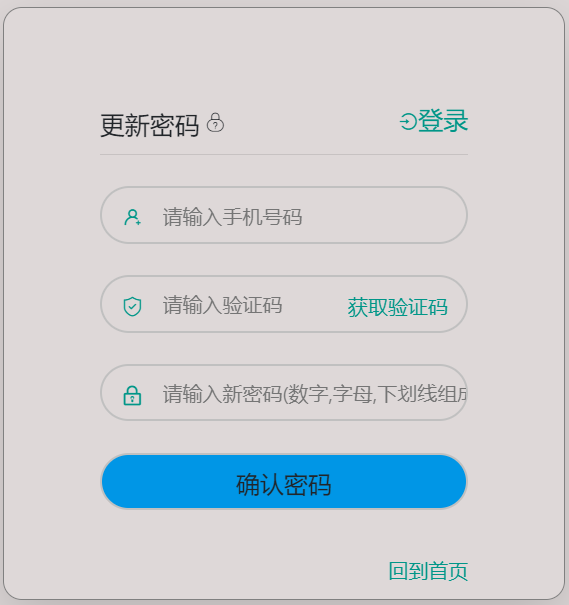 更新密码
登录
请输入手机号码
请输入验证码 获取验证码
请输入新密码(数字,字母,下划线组成
确认密码
回到首页